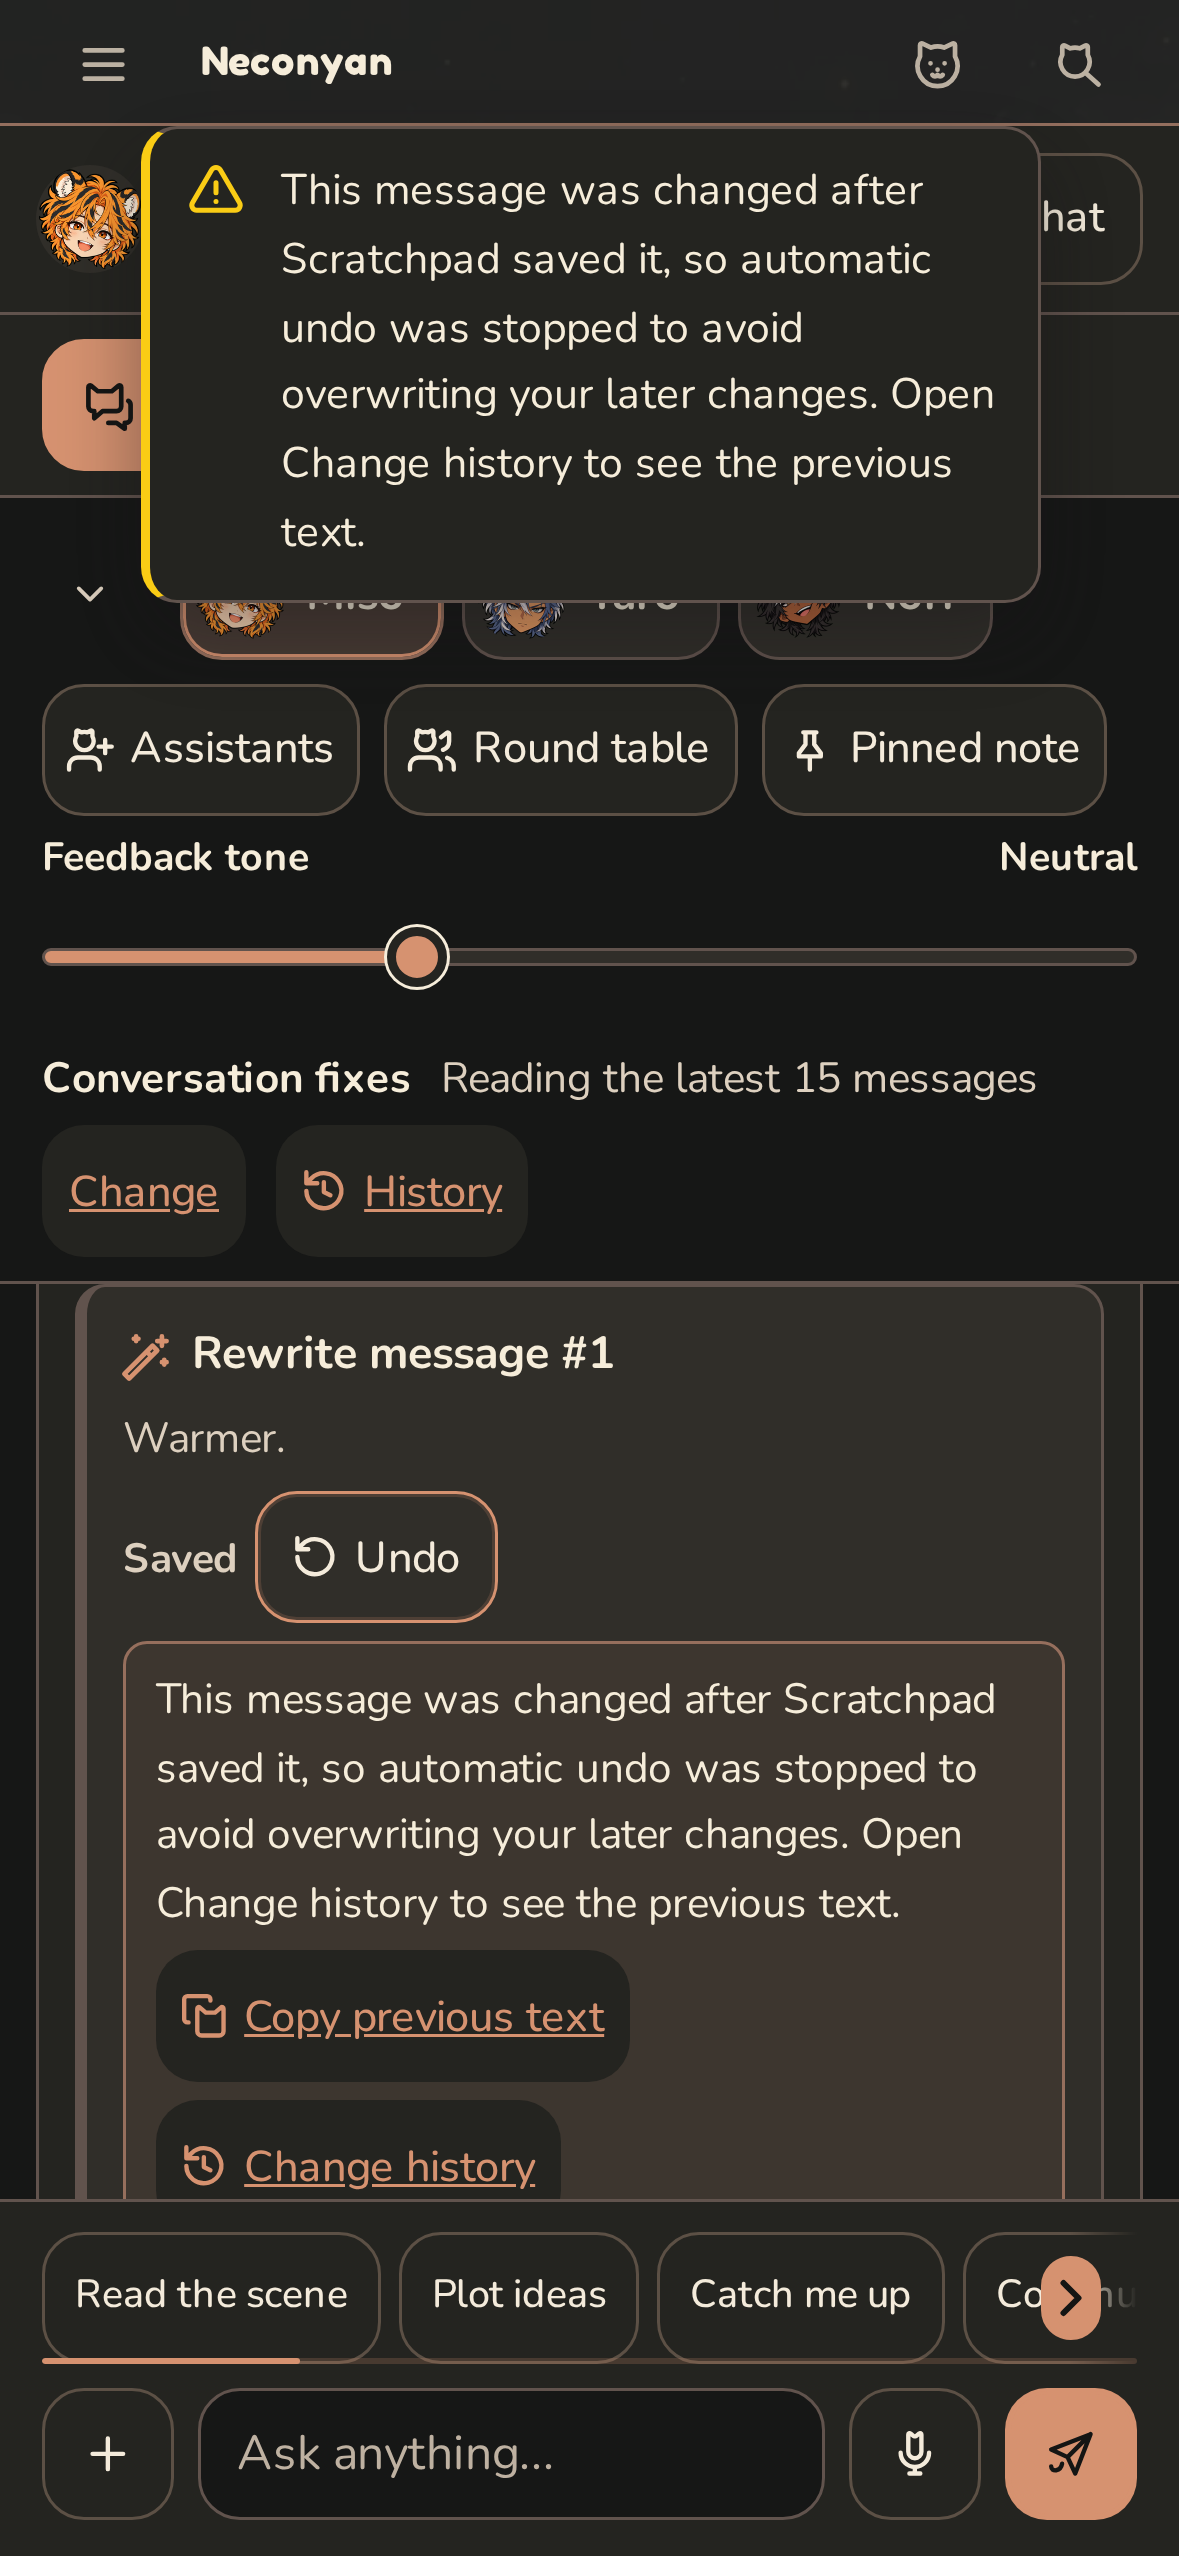 Neconyan
This message was changed after
Scratchpad saved it, so automatic
undo was stopped to avoid
overwriting your later changes. Open
Change history to see the previous
text.
hat
Assistants
Round table
Pinned note
Feedback tone
Neutral
Conversation fixes
Reading the latest 15 messages
Change
History
Rewrite message #1
Warmer.
Saved
Undo
This message was changed after Scratchpad
saved it, so automatic undo was stopped to
avoid overwriting your later changes. Open
Change history to see the previous text.
Copy previous text
Change history
Read the scene
Plot ideas
Catch me up
Ask anything...